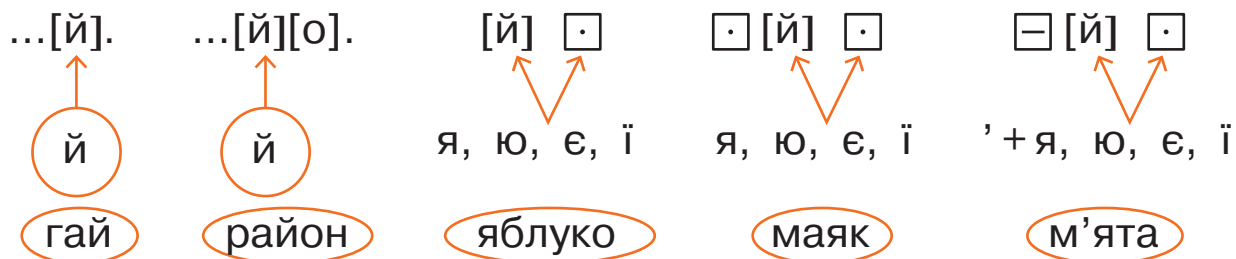 ...[й]. ...[й][о]. [й] ⊡ ⊡ [й] ⊡ ⊟ [й] ⊡
й й я, ю, є, ї я, ю, є, ї ’ + я, ю, є, ї
гай район яблуко маяк м’ята